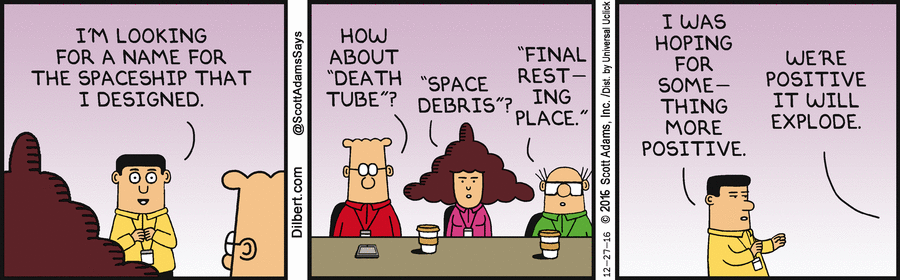 I'M LOOKING
FOR A NAME FOR
THE SPACESHIP THAT
I DESIGNED.
Dilbert.com @ScottAdamsSays
HOW
ABOUT
"DEATH
TUBE"?
"SPACE
DEBRIS"?
"FINAL
REST—
ING
PLACE."
12-27-16 © 2016 Scott Adams, Inc. /Dist. by Universal Uclick
I WAS
HOPING
FOR
SOME—
THING
MORE
POSITIVE.
WE'RE
POSITIVE
IT WILL
EXPLODE.